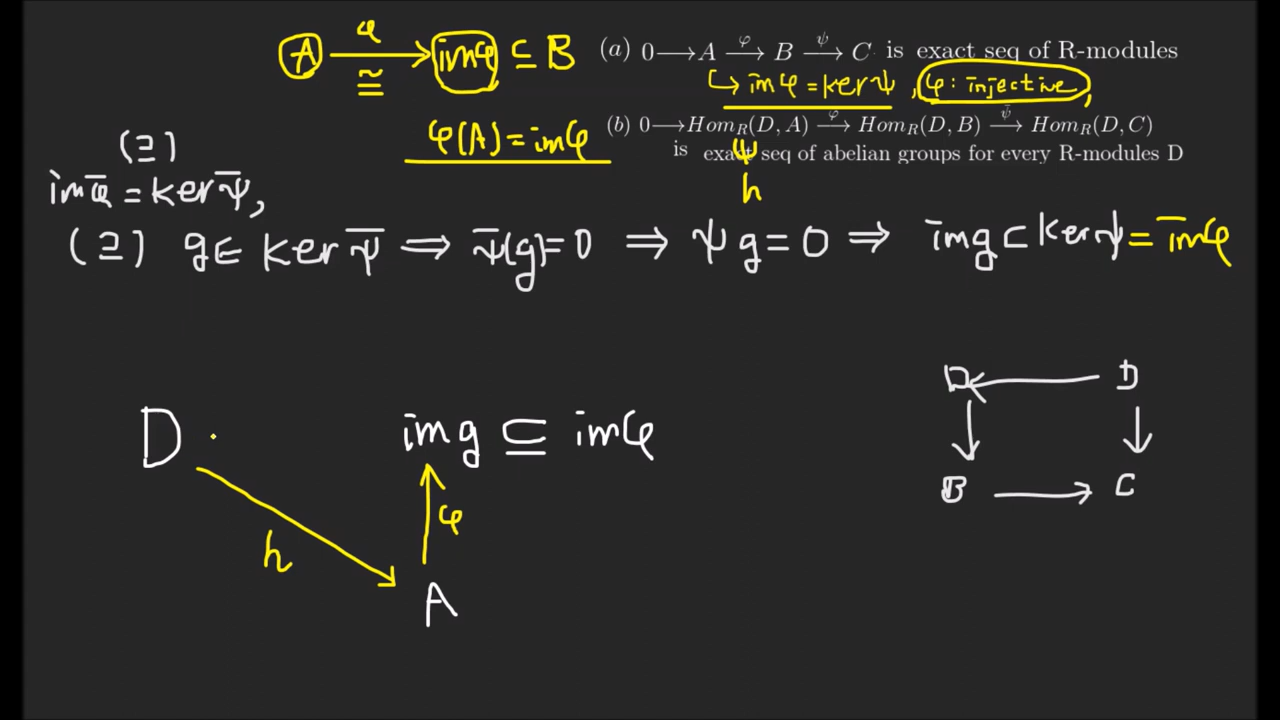 A —φ→ imφ ⊆ B
≅
(a) 0⟶A —φ→ B —ψ→ C is exact seq of R-modules
↳ imφ = kerψ , φ: injective,
φ(A) = imφ
(b) 0⟶Hom_R(D, A) —φ̄→ Hom_R(D, B) —ψ̄→ Hom_R(D, C)
is exact seq of abelian groups for every R-modules D
h
(⊇)
imφ̄ = kerψ̄,
(⊇) g∈ kerψ̄ ⟹ ψ̄(g)=0 ⟹ ψg = 0 ⟹ img ⊂ kerψ = imφ
D ← D
D img ⊆ imφ
B → C
φ
h
A